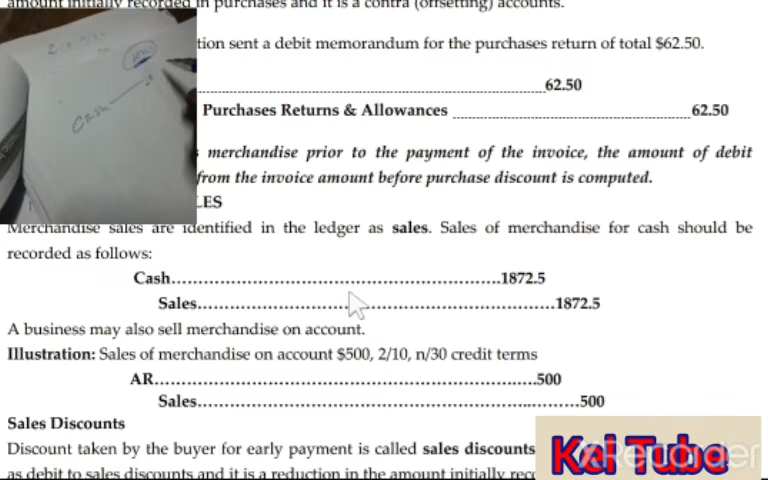 amount initially recorded in purchases and it is a contra (offsetting) accounts.
tion sent a debit memorandum for the purchases return of total $62.50.
62.50
Purchases Returns & Allowances 62.50
merchandise prior to the payment of the invoice, the amount of debit
from the invoice amount before purchase discount is computed.
LES
Merchandise sales are identified in the ledger as sales. Sales of merchandise for cash should be
recorded as follows:
Cash..........1872.5
Sales..........1872.5
A business may also sell merchandise on account.
Illustration: Sales of merchandise on account $500, 2/10, n/30 credit terms
AR..........500
Sales..........500
Sales Discounts
Discount taken by the buyer for early payment is called sales discounts
as debit to sales discounts and it is a reduction in the amount initially reco
Cash
Kal Tube